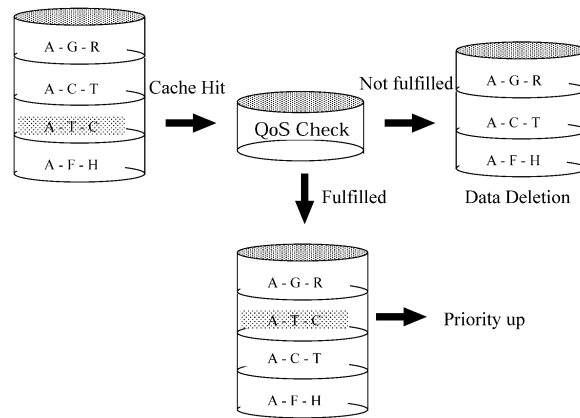 A - G - R
A - C - T
A - T - C
A - F - H
Cache Hit
QoS Check
Not fulfilled
A - G - R
A - C - T
A - F - H
Data Deletion
Fulfilled
A - G - R
A - T - C
A - C - T
A - F - H
Priority up